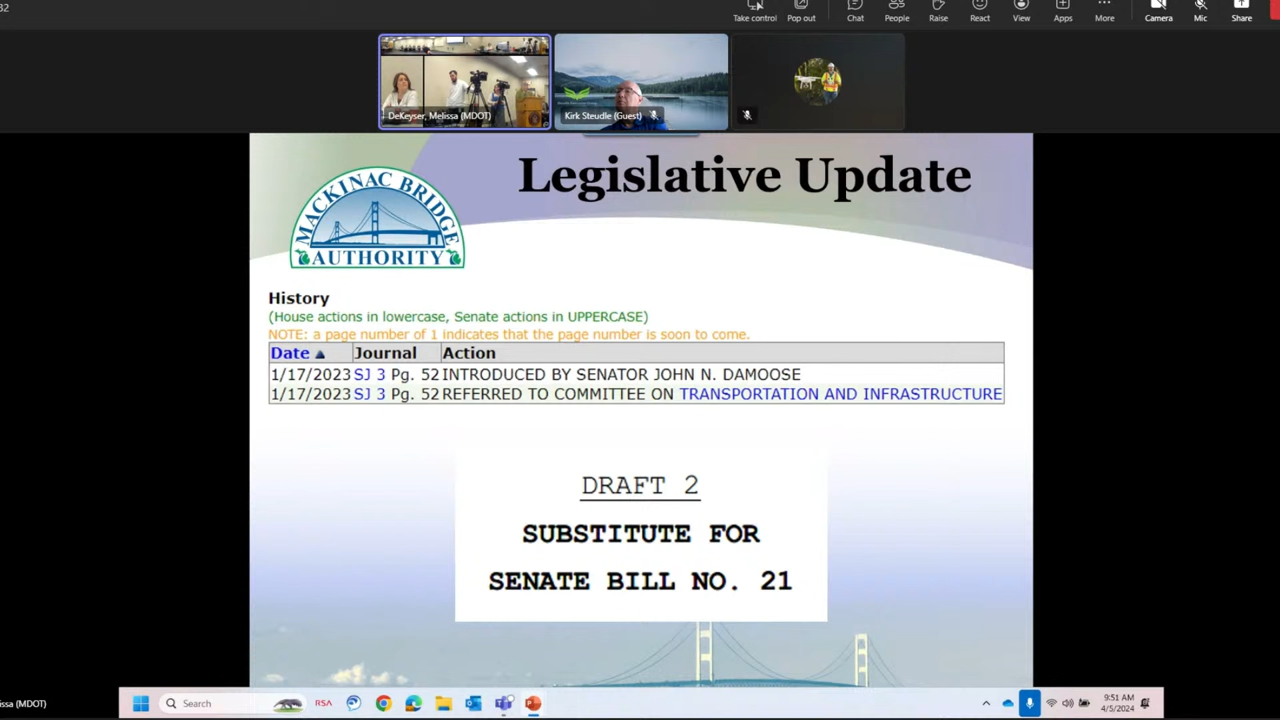 32
Take control
Pop out
Chat
People
Raise
React
View
Apps
More
Camera
Mic
Share
DeKeyser, Melissa (MDOT)
Kirk Steudle (Guest)
Legislative Update
MACKINAC BRIDGE
AUTHORITY
History
(House actions in lowercase, Senate actions in UPPERCASE)
NOTE: a page number of 1 indicates that the page number is soon to come.
Date Journal Action
1/17/2023 SJ 3 Pg. 52 INTRODUCED BY SENATOR JOHN N. DAMOOSE
1/17/2023 SJ 3 Pg. 52 REFERRED TO COMMITTEE ON TRANSPORTATION AND INFRASTRUCTURE
DRAFT 2
SUBSTITUTE FOR
SENATE BILL NO. 21
issa (MDOT)
Search
RSA
9:51 AM
4/5/2024